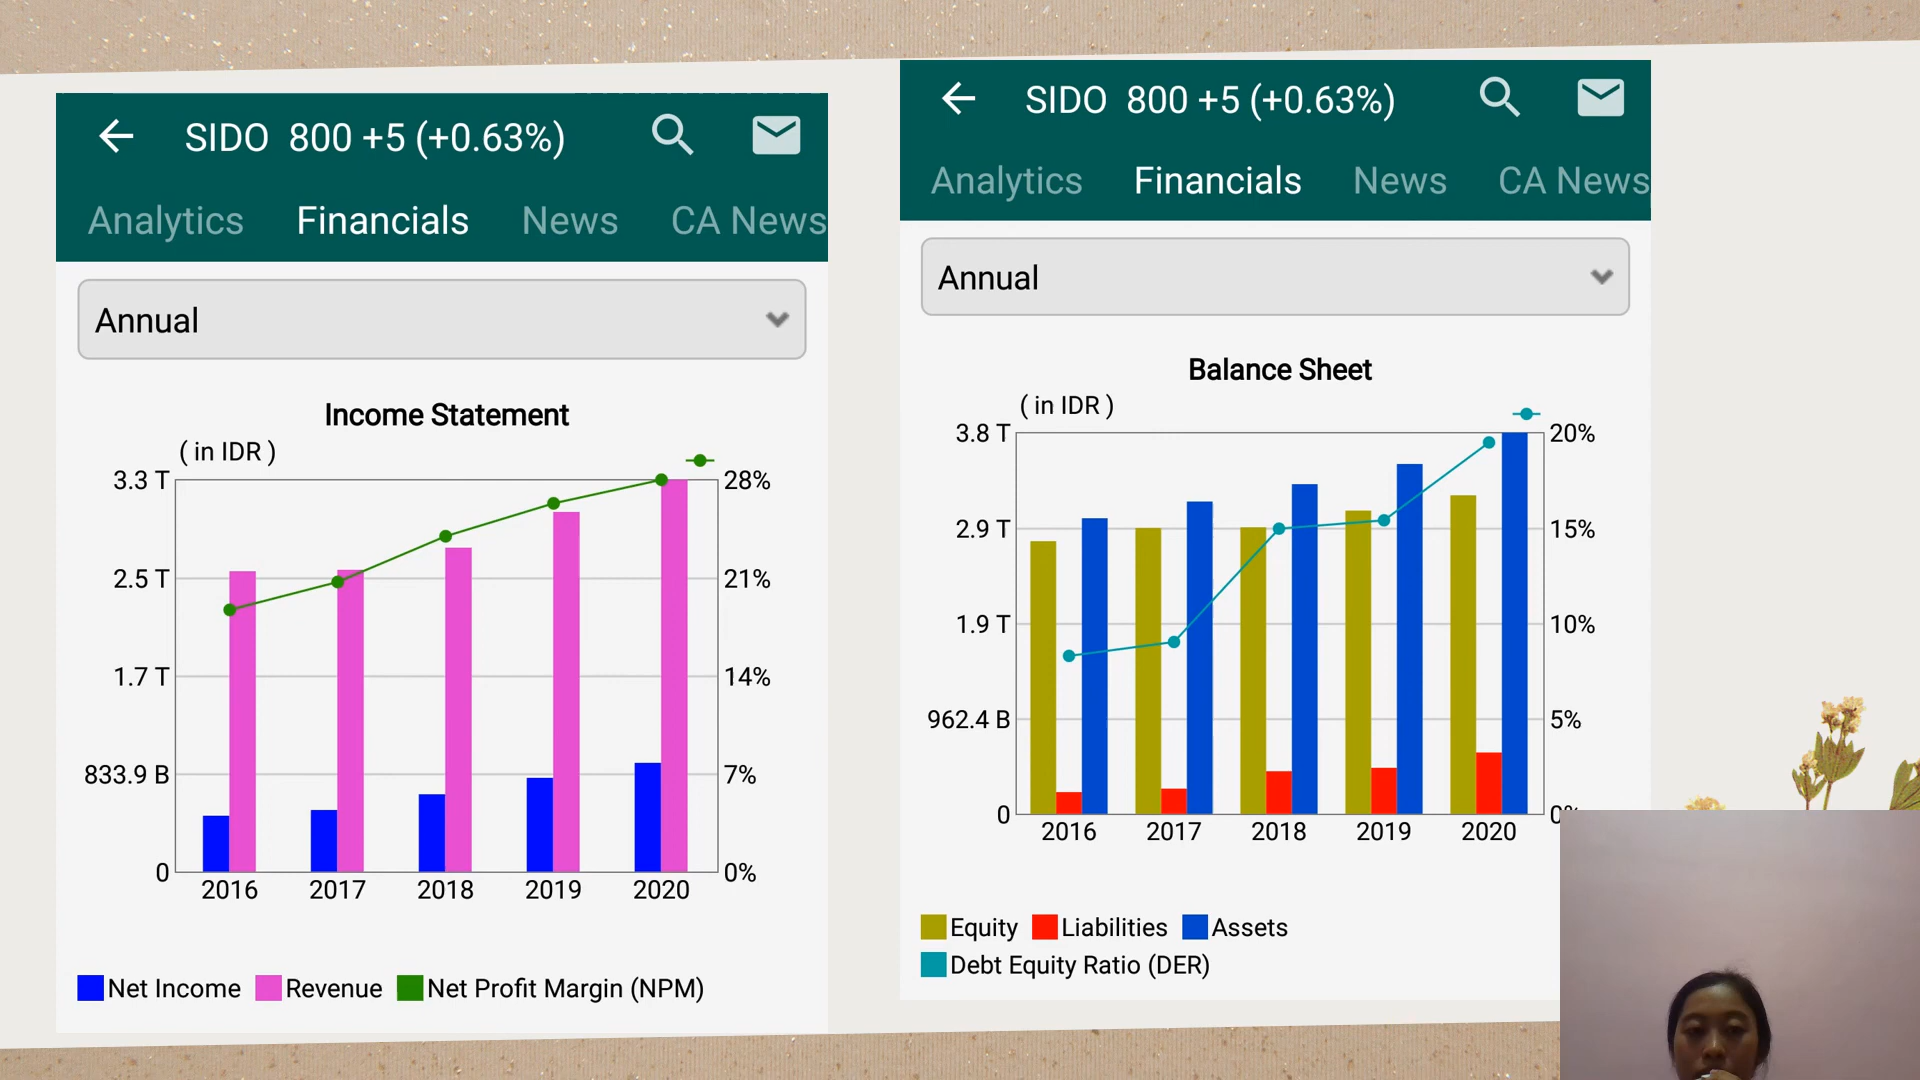 SIDO 800 +5 (+0.63%)
Analytics Financials News CA News
Annual
Income Statement
( in IDR )
3.3 T 28%
2.5 T 21%
1.7 T 14%
833.9 B 7%
0 0%
2016 2017 2018 2019 2020
Net Income Revenue Net Profit Margin (NPM)
SIDO 800 +5 (+0.63%)
Analytics Financials News CA News
Annual
Balance Sheet
( in IDR )
3.8 T 20%
2.9 T 15%
1.9 T 10%
962.4 B 5%
0 0%
2016 2017 2018 2019 2020
Equity Liabilities Assets
Debt Equity Ratio (DER)